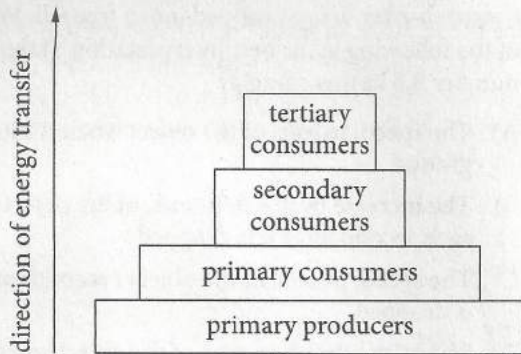 direction of energy transfer
tertiary
consumers
secondary
consumers
primary consumers
primary producers